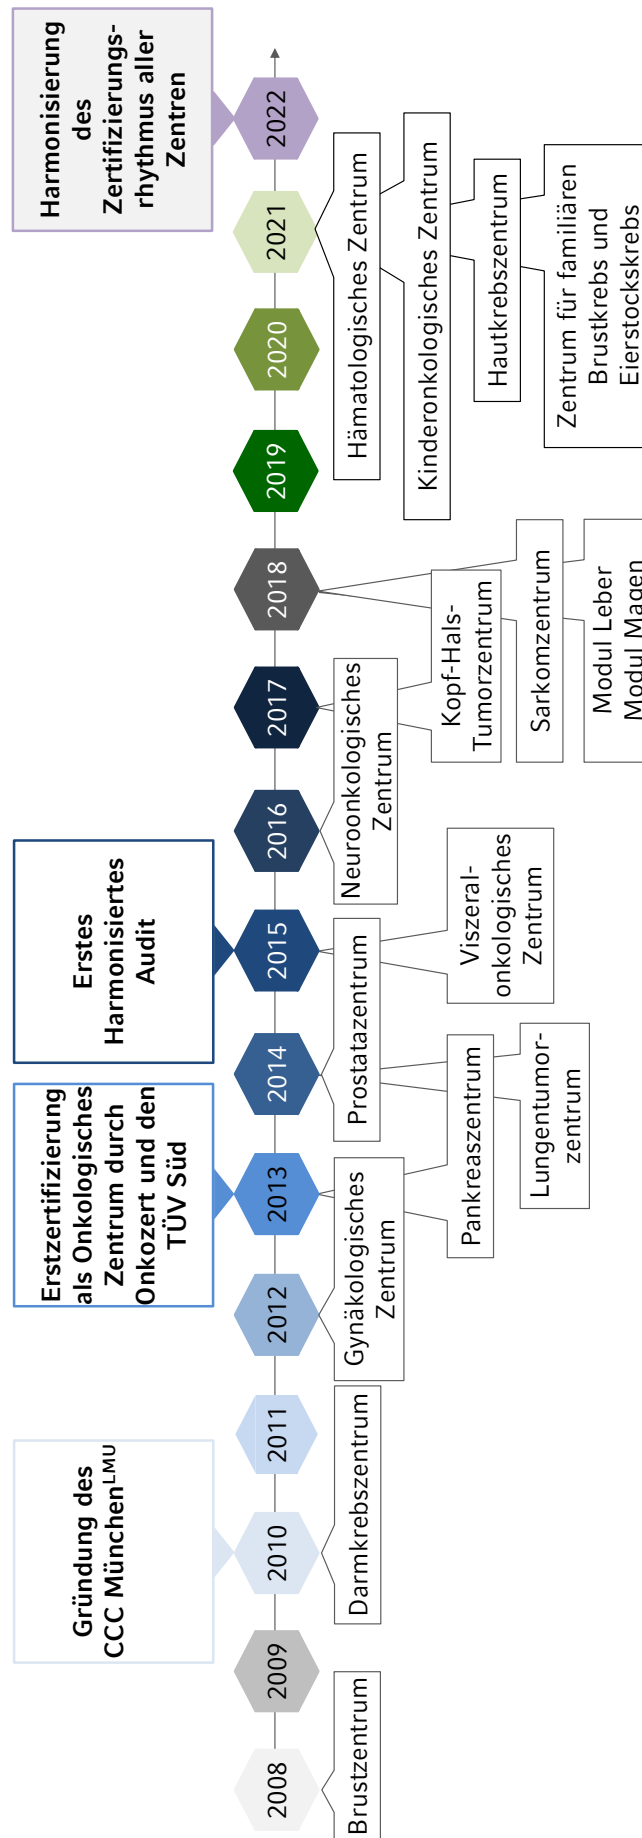 Gründung des
CCC München^LMU
Erstzertifizierung
als Onkologisches
Zentrum durch
Onkozert und den
TÜV Süd
Erstes
Harmonisiertes
Audit
Harmonisierung
des
Zertifizierungs-
rhythmus aller
Zentren
2008
2009
2010
2011
2012
2013
2014
2015
2016
2017
2018
2019
2020
2021
2022
Brustzentrum
Darmkrebszentrum
Gynäkologisches
Zentrum
Pankreaszentrum
Prostatazentrum
Lungentumor-
zentrum
Viszeral-
onkologisches
Zentrum
Neuroonkologisches
Zentrum
Kopf-Hals-
Tumorzentrum
Sarkomzentrum
Modul Leber
Modul Magen
Hämatologisches Zentrum
Kinderonkologisches Zentrum
Hautkrebszentrum
Zentrum für familiären
Brustkrebs und
Eierstockskrebs